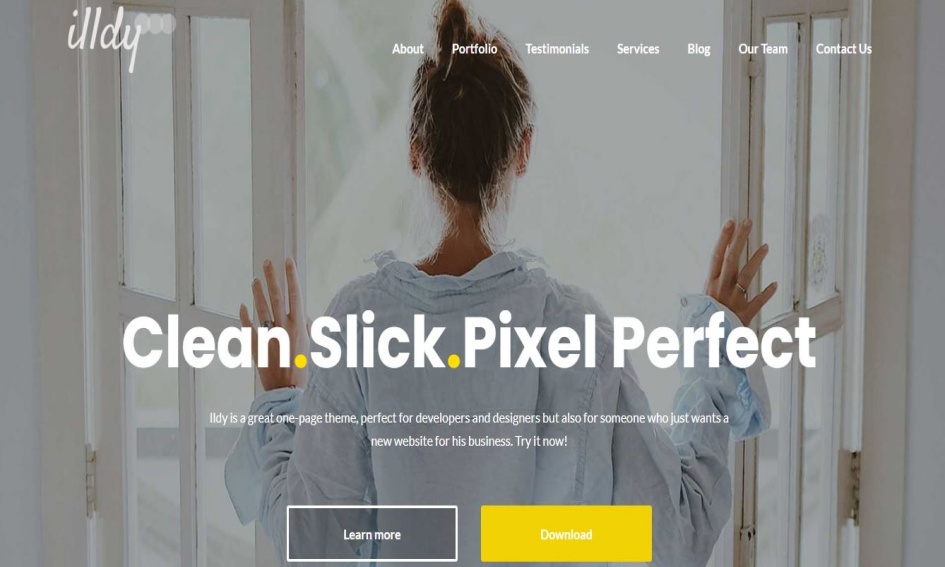 illdy
About Portfolio Testimonials Services Blog Our Team Contact Us
Clean.Slick.Pixel Perfect
Ildy is a great one-page theme, perfect for developers and designers but also for someone who just wants a
new website for his business. Try it now!
Learn more Download